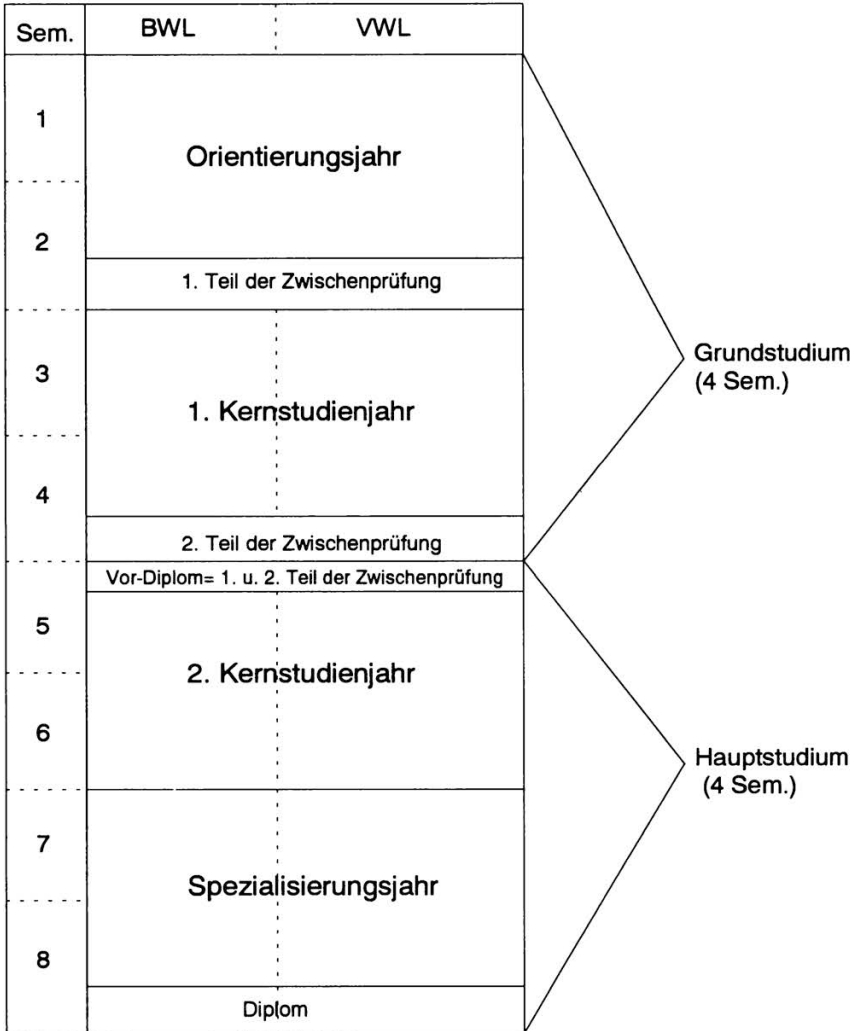 Sem. BWL VWL
1
Orientierungsjahr
2
1. Teil der Zwischenprüfung
3
Grundstudium
(4 Sem.)
1. Kernstudienjahr
4
2. Teil der Zwischenprüfung
Vor-Diplom= 1. u. 2. Teil der Zwischenprüfung
5
2. Kernstudienjahr
6
Hauptstudium
(4 Sem.)
7
Spezialisierungsjahr
8
Diplom